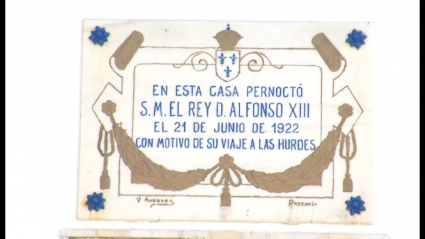 EN ESTA CASA PERNOCTÓ
S.M. EL REY D. ALFONSO XIII
EL 21 DE JUNIO DE 1922
CON MOTIVO DE SU VIAJE A LAS HURDES